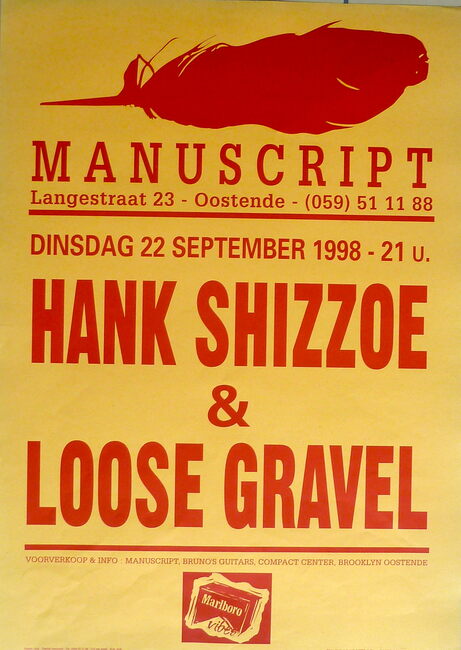 MANUSCRIPT
Langestraat 23 - Oostende - (059) 51 11 88
DINSDAG 22 SEPTEMBER 1998 - 21 U.
HANK SHIZZOE
&
LOOSE GRAVEL
VOORVERKOOP & INFO : MANUSCRIPT, BRUNO'S GUITARS, COMPACT CENTER, BROOKLYN OOSTENDE
Marlboro
vibes